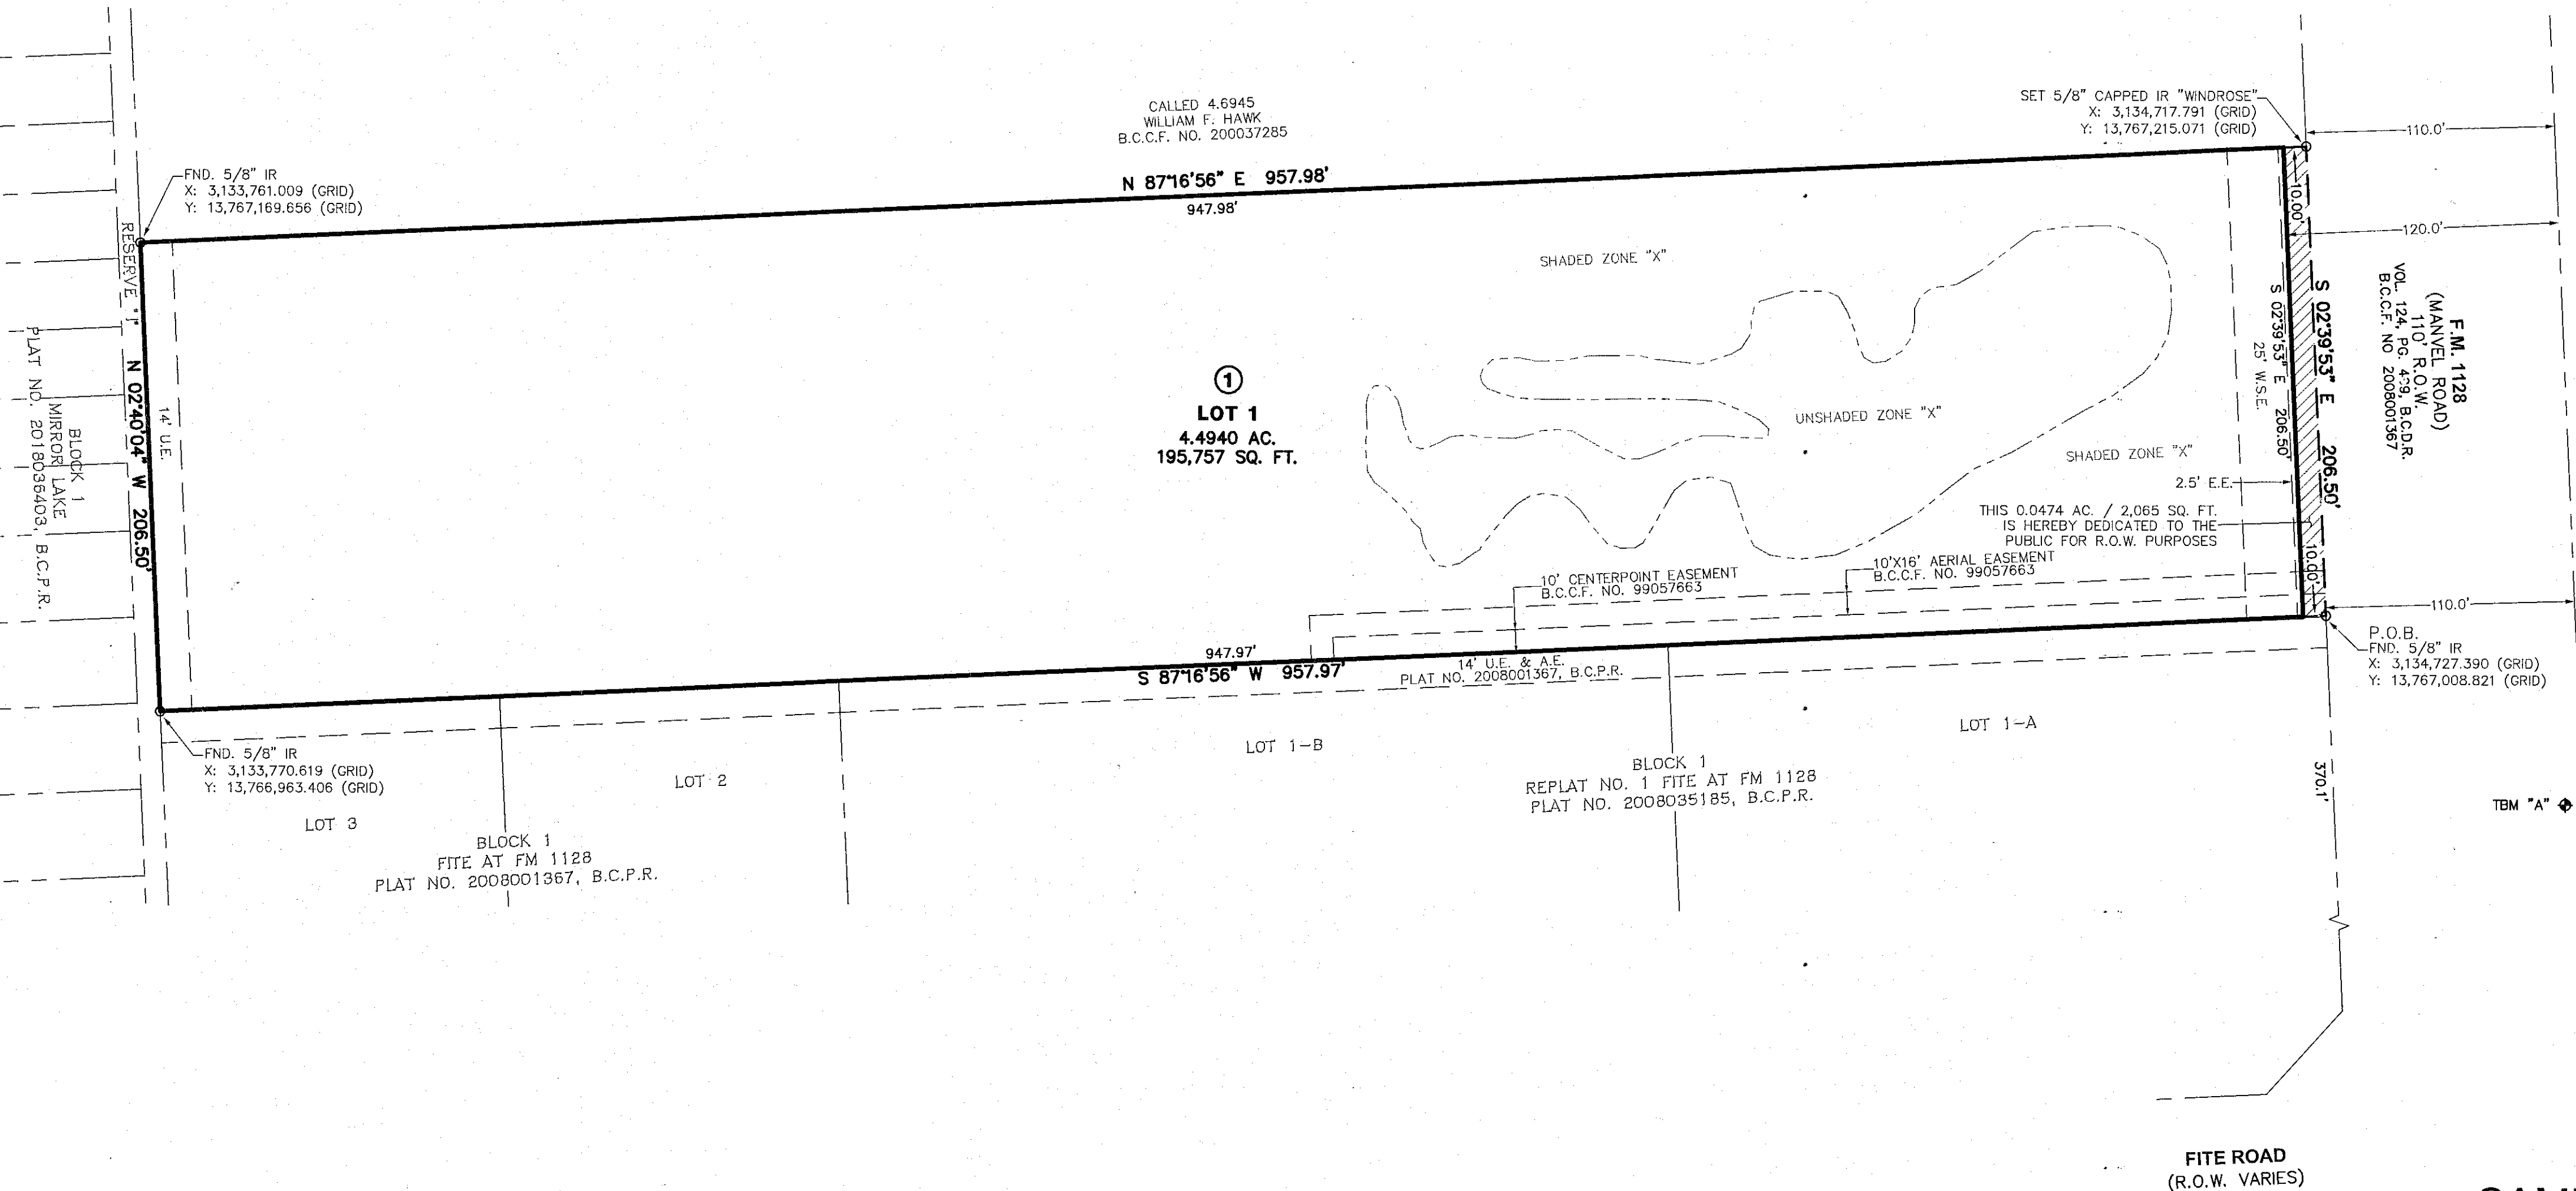 CALLED 4.6945
WILLIAM F. HAWK
B.C.C.F. NO. 200037285
SET 5/8" CAPPED IR "WINDROSE"
X: 3,134,717.791 (GRID)
Y: 13,767,215.071 (GRID)
110.0'
FND. 5/8" IR
X: 3,133,761.009 (GRID)
Y: 13,767,169.656 (GRID)
N 87°16'56" E 957.98'
947.98'
10.00'
120.0'
SHADED ZONE "X"
RESERVE "I"
N 02°40'04" W 206.50'
14' U.E.
BLOCK 1
MIRROR LAKE
PLAT NO. 2018036403, B.C.P.R.
1
LOT 1
4.4940 AC.
195,757 SQ. FT.
UNSHADED ZONE "X"
SHADED ZONE "X"
S 02°39'53" E 206.50'
25' W.S.E.
S 02°39'53" E 206.50'
F.M. 1128
(MANVEL ROAD)
110' R.O.W.
VOL. 124, PG. 499, B.C.D.R.
B.C.C.F. NO 2008001367
2.5' E.E.
THIS 0.0474 AC. / 2,065 SQ. FT.
IS HEREBY DEDICATED TO THE
PUBLIC FOR R.O.W. PURPOSES
10.00'
10'X16' AERIAL EASEMENT
B.C.C.F. NO. 99057663
10' CENTERPOINT EASEMENT
B.C.C.F. NO. 99057663
110.0'
P.O.B.
FND. 5/8" IR
X: 3,134,727.390 (GRID)
Y: 13,767,008.821 (GRID)
947.97'
S 87°16'56" W 957.97'
14' U.E. & A.E.
PLAT NO. 2008001367, B.C.P.R.
FND. 5/8" IR
X: 3,133,770.619 (GRID)
Y: 13,766,963.406 (GRID)
LOT 3
LOT 2
LOT 1-B
LOT 1-A
BLOCK 1
FITE AT FM 1128
PLAT NO. 2008001367, B.C.P.R.
BLOCK 1
REPLAT NO. 1 FITE AT FM 1128
PLAT NO. 2008035185, B.C.P.R.
370.1'
TBM "A"
FITE ROAD
(R.O.W. VARIES)